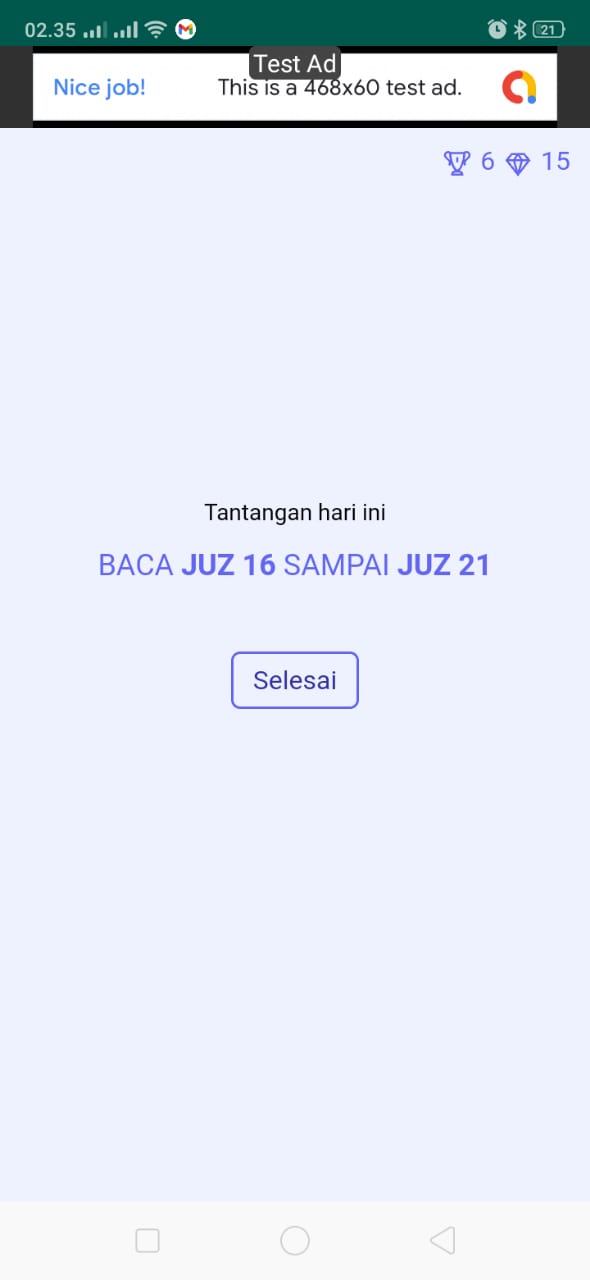 02.35
21
Test Ad
Nice job! This is a 468x60 test ad.
6 15
Tantangan hari ini
BACA JUZ 16 SAMPAI JUZ 21
Selesai